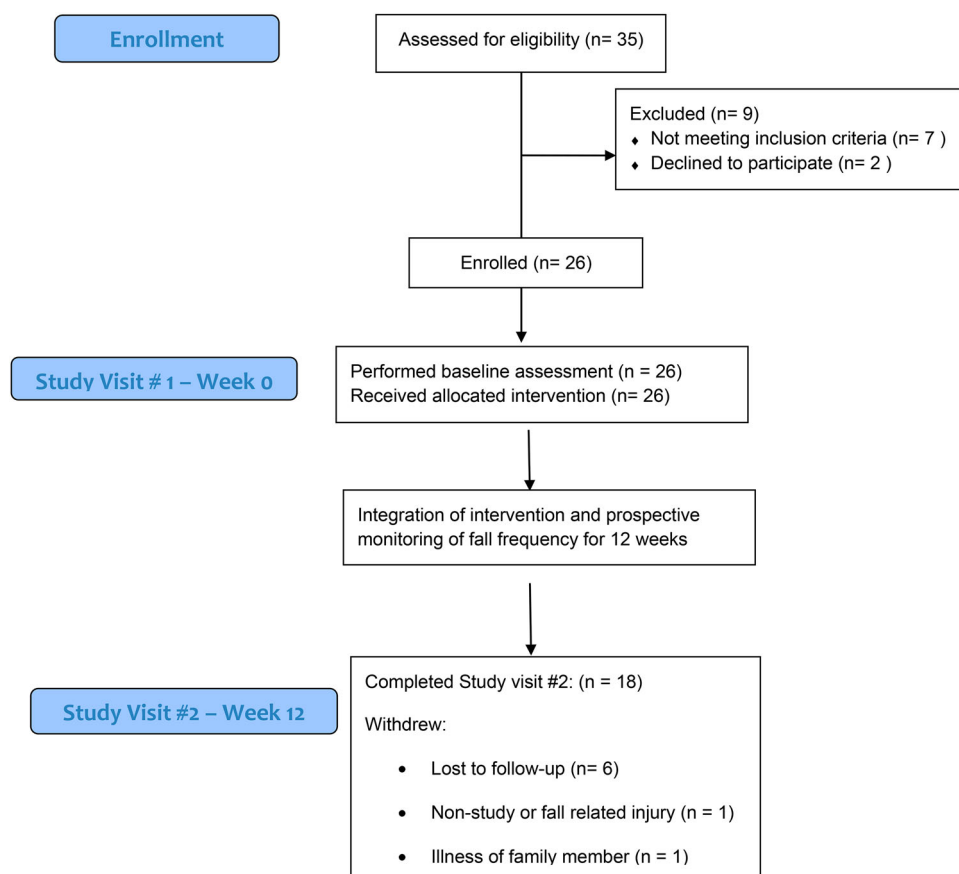 Enrollment
Assessed for eligibility (n= 35)
Excluded (n= 9)
♦ Not meeting inclusion criteria (n= 7 )
♦ Declined to participate (n= 2 )
Enrolled (n= 26)
Study Visit # 1 – Week 0
Performed baseline assessment (n = 26)
Received allocated intervention (n= 26)
Integration of intervention and prospective
monitoring of fall frequency for 12 weeks
Study Visit #2 – Week 12
Completed Study visit #2: (n = 18)
Withdrew:
• Lost to follow-up (n= 6)
• Non-study or fall related injury (n = 1)
• Illness of family member (n = 1)